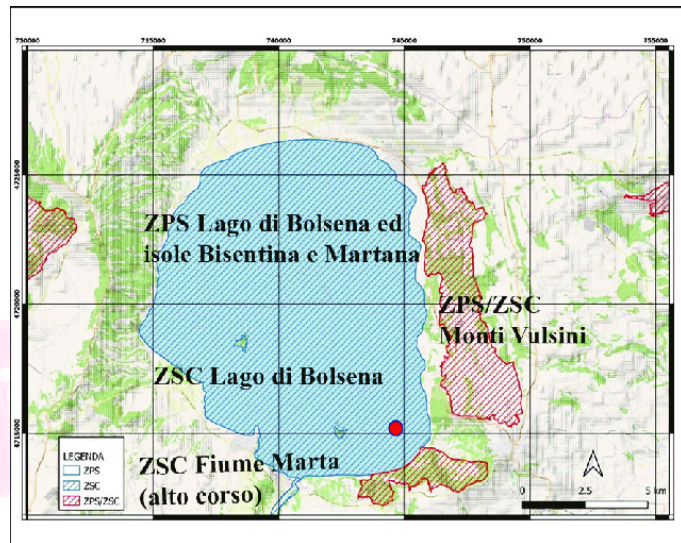 730000 735000 740000 745000 750000 755000
4725000
4720000
4715000
ZPS Lago di Bolsena ed
isole Bisentina e Martana
ZPS/ZSC
Monti Vulsini
ZSC Lago di Bolsena
ZSC Fiume Marta
(alto corso)
LEGENDA
ZPS
ZSC
ZPS/ZSC
0 2.5 5 km